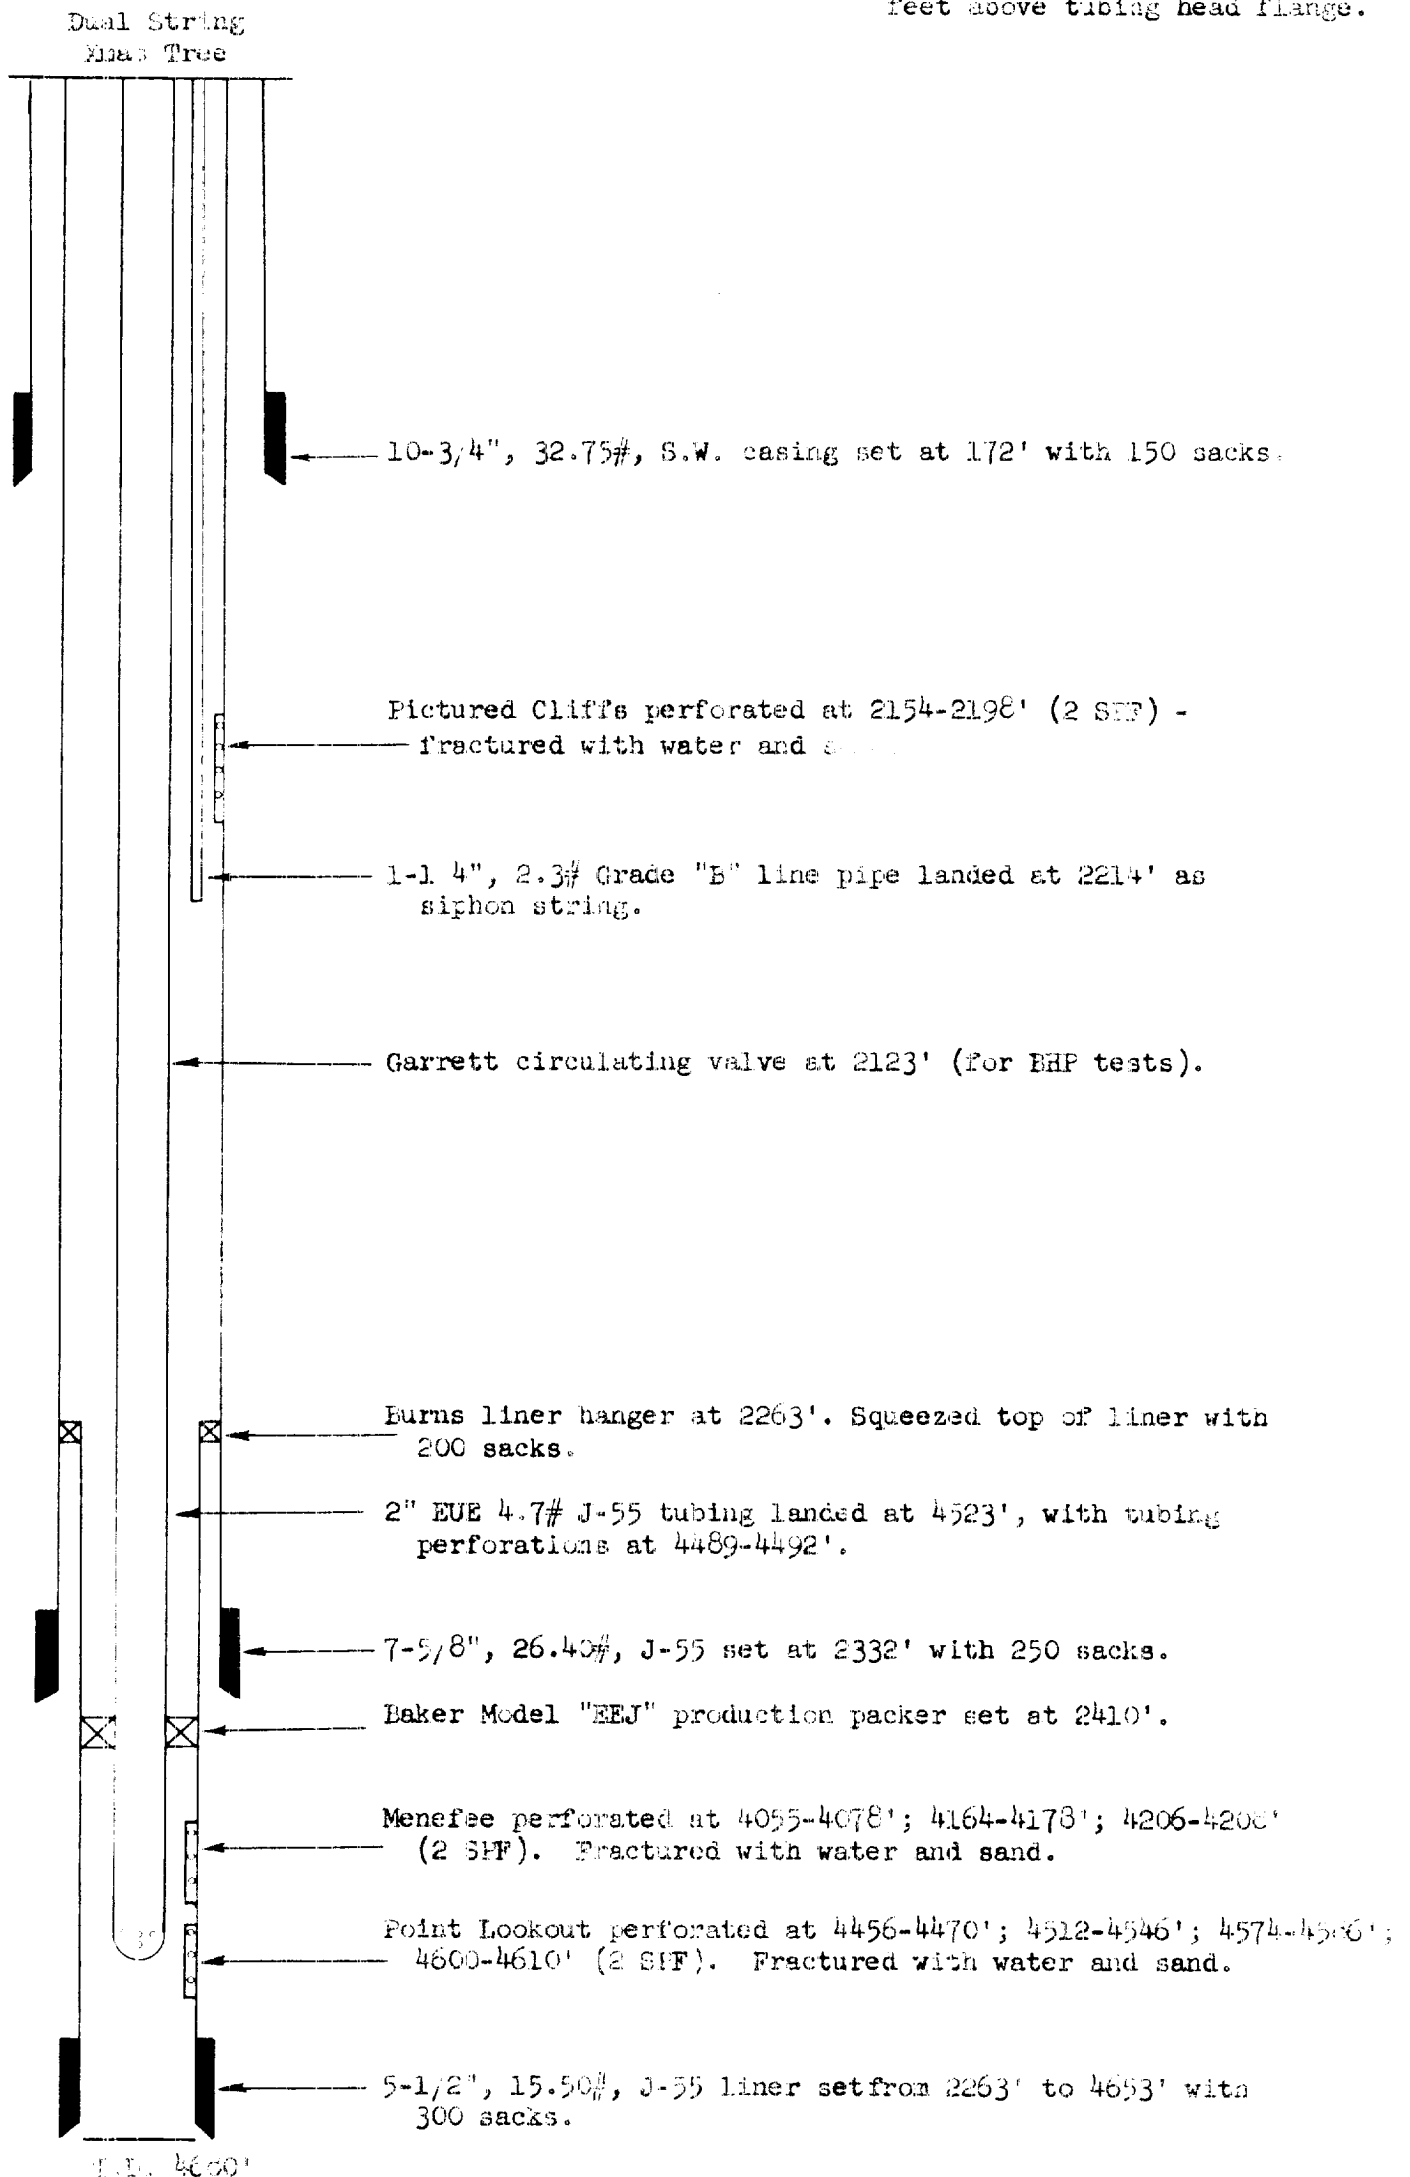 feet above tubing head flange.
Dual String
Xmas Tree
10-3/4", 32.75#, S.W. casing set at 172' with 150 sacks.
Pictured Cliffs perforated at 2154-2198' (2 SPF) -
fractured with water and
1-1 4", 2.3# Grade "B" line pipe landed at 2214' as
siphon string.
Garrett circulating valve at 2123' (for BHP tests).
Burns liner hanger at 2263'. Squeezed top of liner with
200 sacks.
2" EUE 4.7# J-55 tubing landed at 4523', with tubing
perforations at 4489-4492'.
7-5/8", 26.40#, J-55 set at 2332' with 250 sacks.
Baker Model "EEJ" production packer set at 2410'.
Menefee perforated at 4055-4078'; 4164-4178'; 4206-4208'
(2 SPF). Fractured with water and sand.
Point Lookout perforated at 4456-4470'; 4512-4546';
4600-4610' (2 SPF). Fractured with water and sand.
5-1/2", 15.50#, J-55 liner set from 2263' to 4653' with
300 sacks.
T.D.